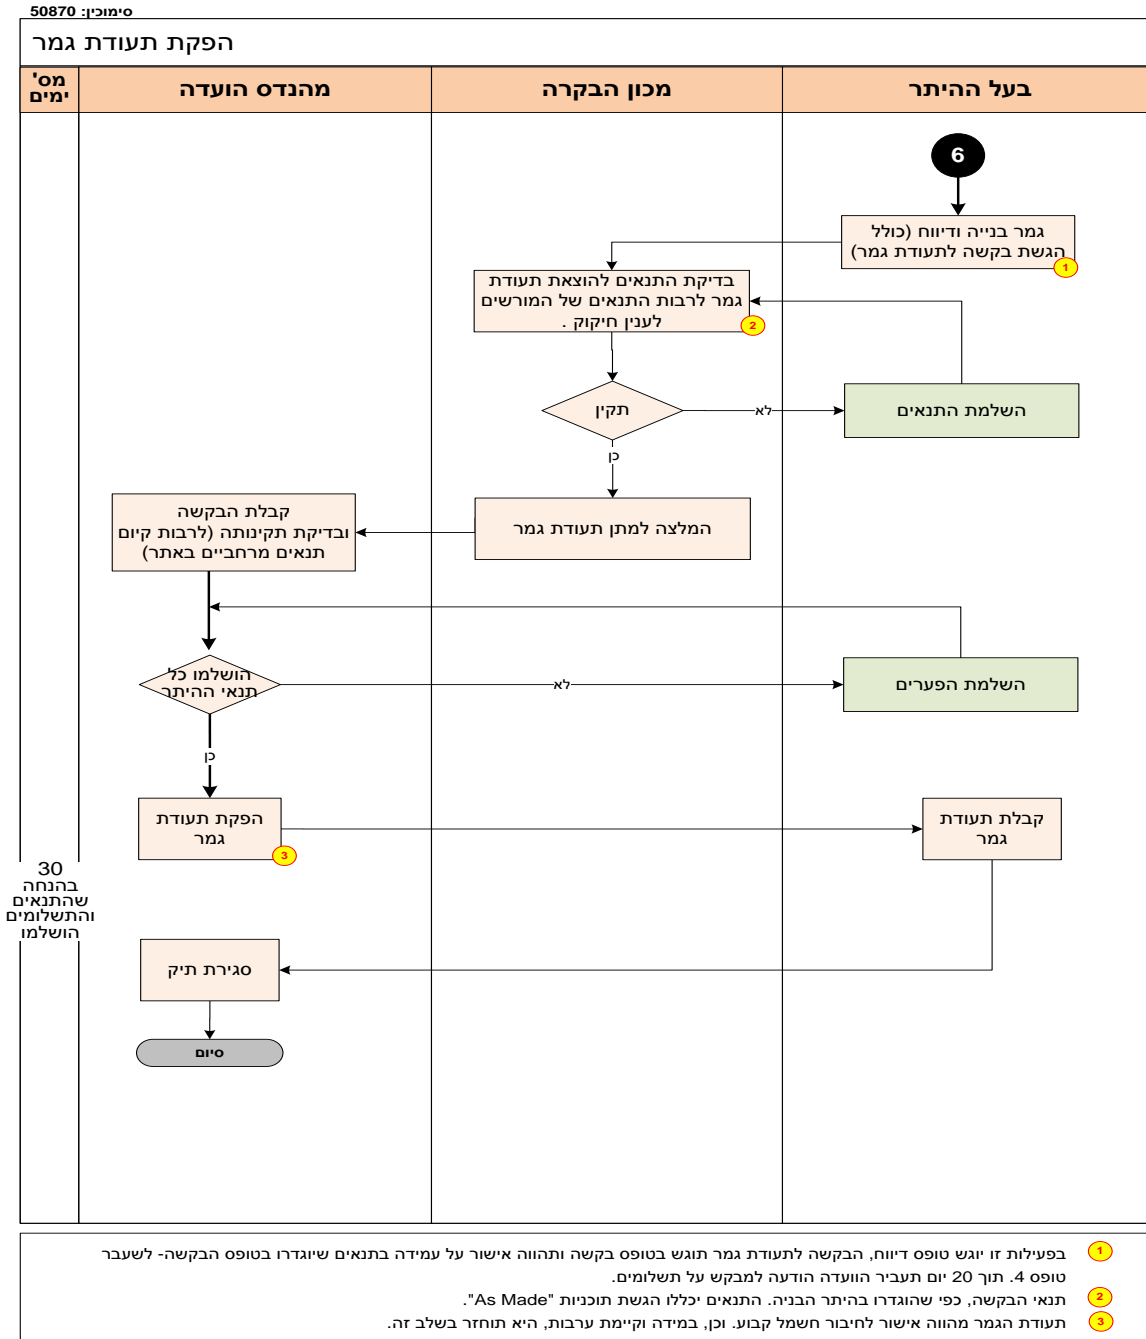 סימוכין: 50870
הפקת תעודת גמר
בעל ההיתר
מכון הבקרה
מהנדס הועדה
מס'
ימים
6
גמר בנייה ודיווח (כולל
הגשת בקשה לתעודת גמר)
1
בדיקת התנאים להוצאת תעודת
גמר לרבות התנאים של המורשים
לענין חיקוק .
2
תקין
לא
השלמת התנאים
כן
המלצה למתן תעודת גמר
קבלת הבקשה
ובדיקת תקינותה (לרבות קיום
תנאים מרחביים באתר)
הושלמו כל
תנאי ההיתר
לא
השלמת הפערים
כן
הפקת תעודת
גמר
3
קבלת תעודת
גמר
30
בהנחה
שהתנאים
והתשלומים
הושלמו
סגירת תיק
סיום
1 בפעילות זו יוגש טופס דיווח, הבקשה לתעודת גמר תוגש בטופס בקשה ותהווה אישור על עמידה בתנאים שיוגדרו בטופס הבקשה- לשעבר
טופס 4. תוך 20 יום תעביר הוועדה הודעה למבקש על תשלומים.
2 תנאי הבקשה, כפי שהוגדרו בהיתר הבניה. התנאים יכללו הגשת תוכניות "As Made".
3 תעודת הגמר מהווה אישור לחיבור חשמל קבוע. וכן, במידה וקיימת ערבות, היא תוחזר בשלב זה.